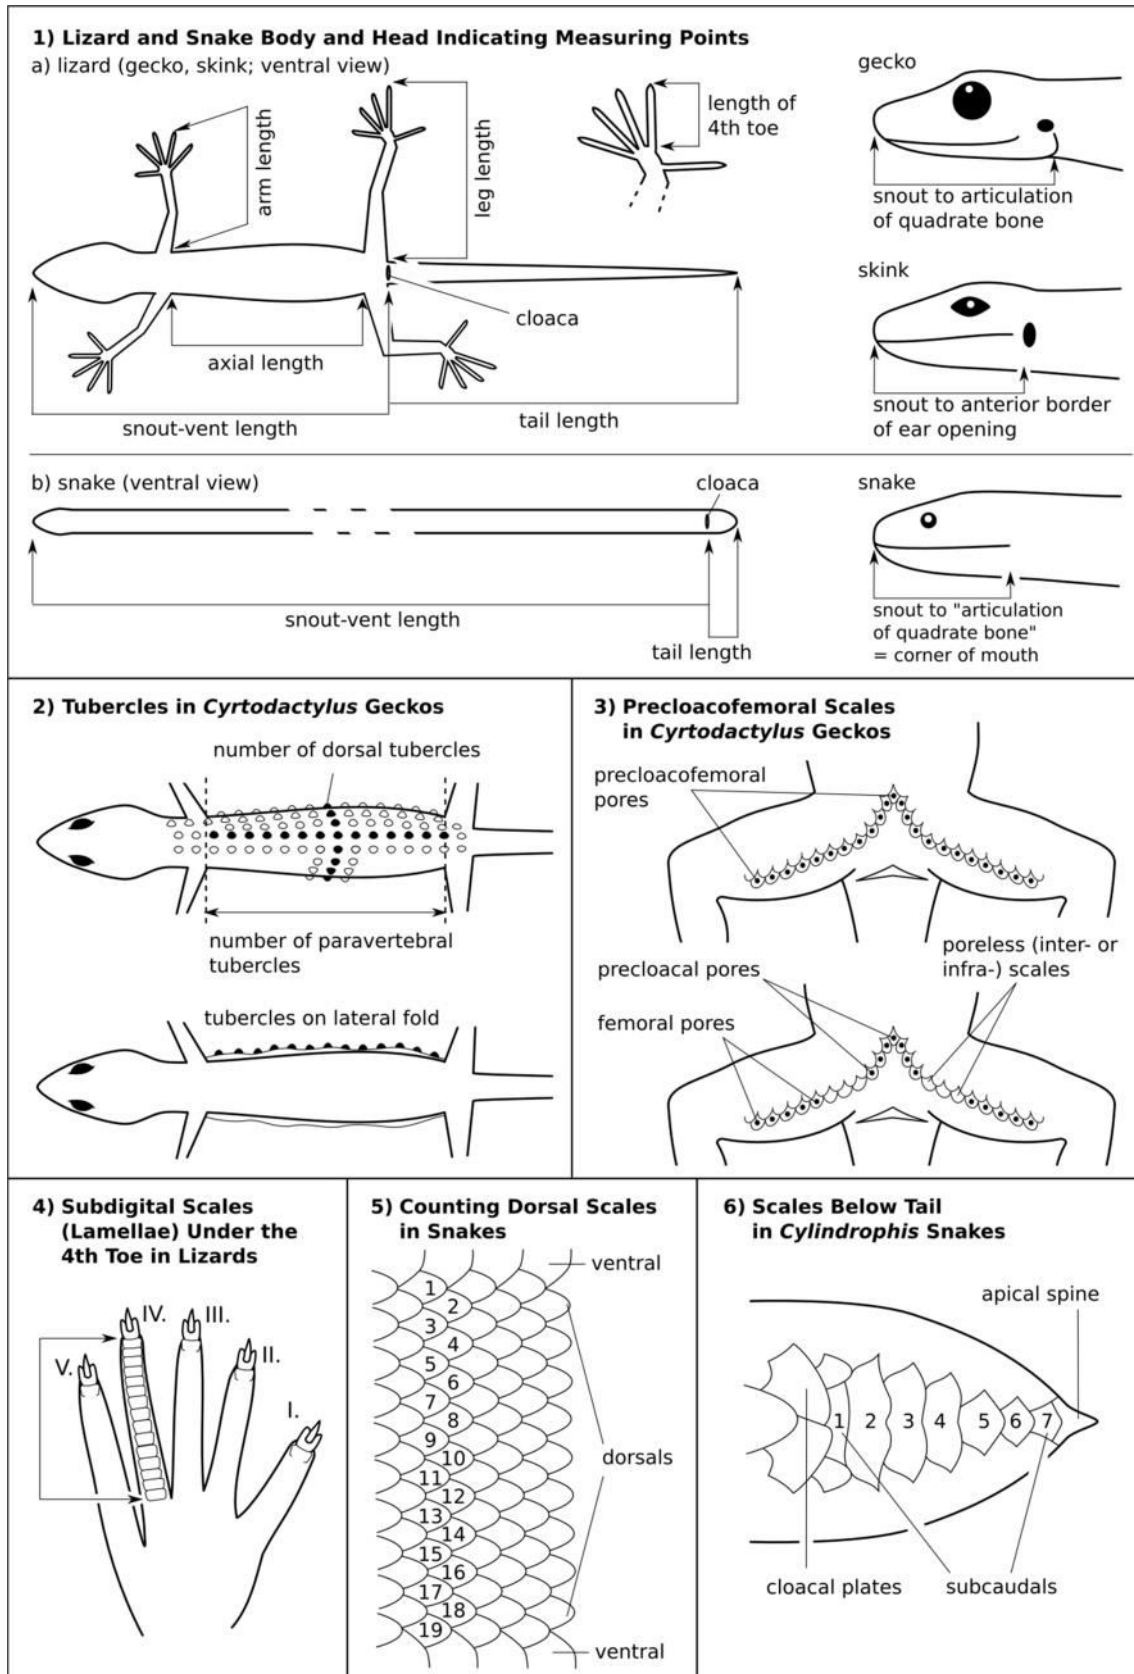 1) Lizard and Snake Body and Head Indicating Measuring Points
a) lizard (gecko, skink; ventral view)
arm length
leg length
length of
4th toe
cloaca
axial length
snout-vent length
tail length
gecko
snout to articulation
of quadrate bone
skink
snout to anterior border
of ear opening
b) snake (ventral view)
cloaca
snout-vent length
tail length
snake
snout to "articulation
of quadrate bone"
= corner of mouth
2) Tubercles in Cyrtodactylus Geckos
number of dorsal tubercles
number of paravertebral
tubercles
tubercles on lateral fold
3) Precloacofemoral Scales
in Cyrtodactylus Geckos
precloacofemoral
pores
precloacal pores
poreless (inter- or
infra-) scales
femoral pores
4) Subdigital Scales
(Lamellae) Under the
4th Toe in Lizards
V.
IV.
III.
II.
I.
5) Counting Dorsal Scales
in Snakes
ventral
1
2
3
4
5
6
7
8
9
10
11
12
13
14
15
16
17
18
19
dorsals
ventral
6) Scales Below Tail
in Cylindrophis Snakes
apical spine
1 2 3 4 5 6 7
cloacal plates
subcaudals